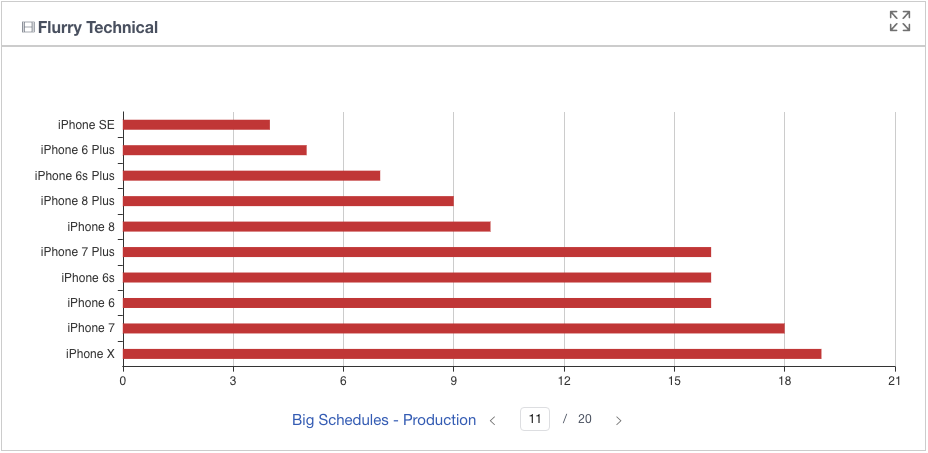 Flurry Technical
iPhone SE
iPhone 6 Plus
iPhone 6s Plus
iPhone 8 Plus
iPhone 8
iPhone 7 Plus
iPhone 6s
iPhone 6
iPhone 7
iPhone X
0 3 6 9 12 15 18 21
Big Schedules - Production < 11 / 20 >